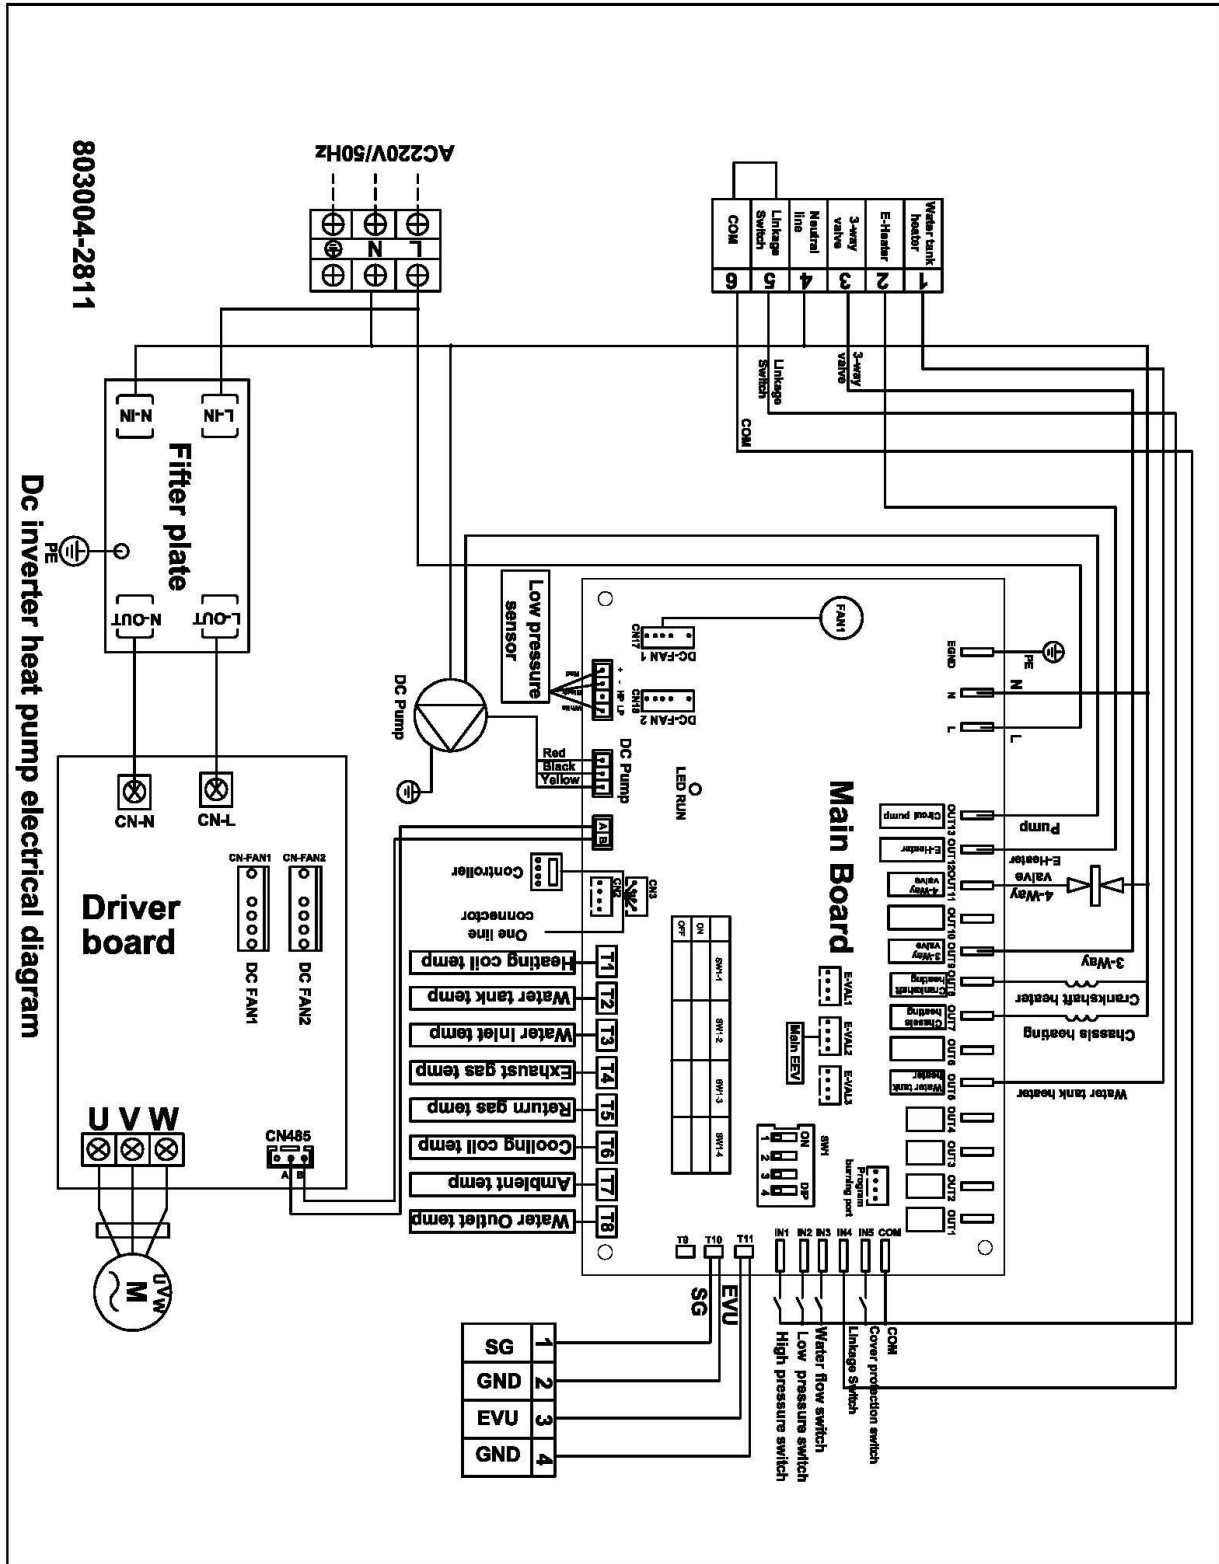 803004-2811
Dc inverter heat pump electrical diagram
AC220V/50Hz
L
N
Water tank
heater
E-Heater
3-way
valve
Neutral
line
Linkage
Switch
COM
1
2
3
4
5
6
3-way
valve
Linkage
Switch
COM
N-IN
L-IN
Fifter plate
PE
N-OUT
L-OUT
CN-N
CN-L
CN-FAN1
CN-FAN2
DC FAN1
DC FAN2
Driver
board
U V W
CN485
A B
U V W
M
Low pressure
sensor
DC Pump
+
-
HP
LP
Red
Black
White
CN17
DC-FAN 1
CN18
DC-FAN 2
FAN1
DC Pump
Red
Black
Yellow
LED RUN
A
B
Controller
CN2
CN3
One line
connector
Main Board
EGND
PE
N
N
L
L
OUT13
Circul pump
Pump
OUT12
E-Heater
E-Heater
OUT11
4-Way
valve
4-Way
valve
OUT10
OUT9
3-Way
valve
3-Way
OUT8
Crankshaft
heating
Crankshaft heater
OUT7
Chassis
heating
Chassis heating
OUT6
OUT5
Water tank
heater
Water tank heater
OUT4
OUT3
OUT2
OUT1
T1
Heating coil temp
T2
Water tank temp
T3
Water Inlet temp
T4
Exhaust gas temp
T5
Return gas temp
T6
Coolling coil temp
T7
Ambient temp
T8
Water Outlet temp
ON
OFF
SW1-1
SW1-2
SW1-3
SW1-4
E-VAL1
E-VAL2
E-VAL3
Main EEV
SW1
ON
DIP
1
2
3
4
Program
burning port
T9
T10
T11
IN1
IN2
IN3
IN4
IN5
COM
SG
EVU
High pressure switch
Low pressure switch
Water flow switch
Linkage Switch
Cover protection switch
COM
SG
1
GND
2
EVU
3
GND
4